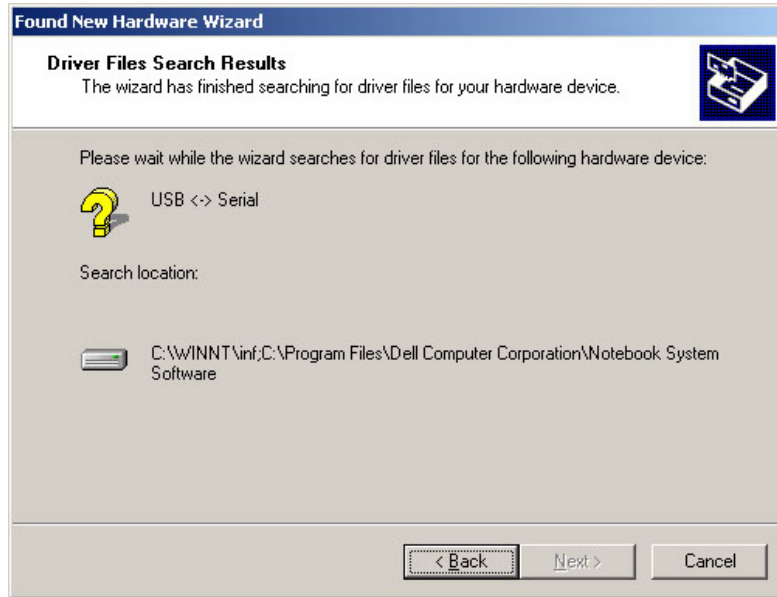 Found New Hardware Wizard
Driver Files Search Results
The wizard has finished searching for driver files for your hardware device.
Please wait while the wizard searches for driver files for the following hardware device:
USB <-> Serial
Search location:
C:\WINNT\inf;C:\Program Files\Dell Computer Corporation\Notebook System
Software
< Back Next > Cancel